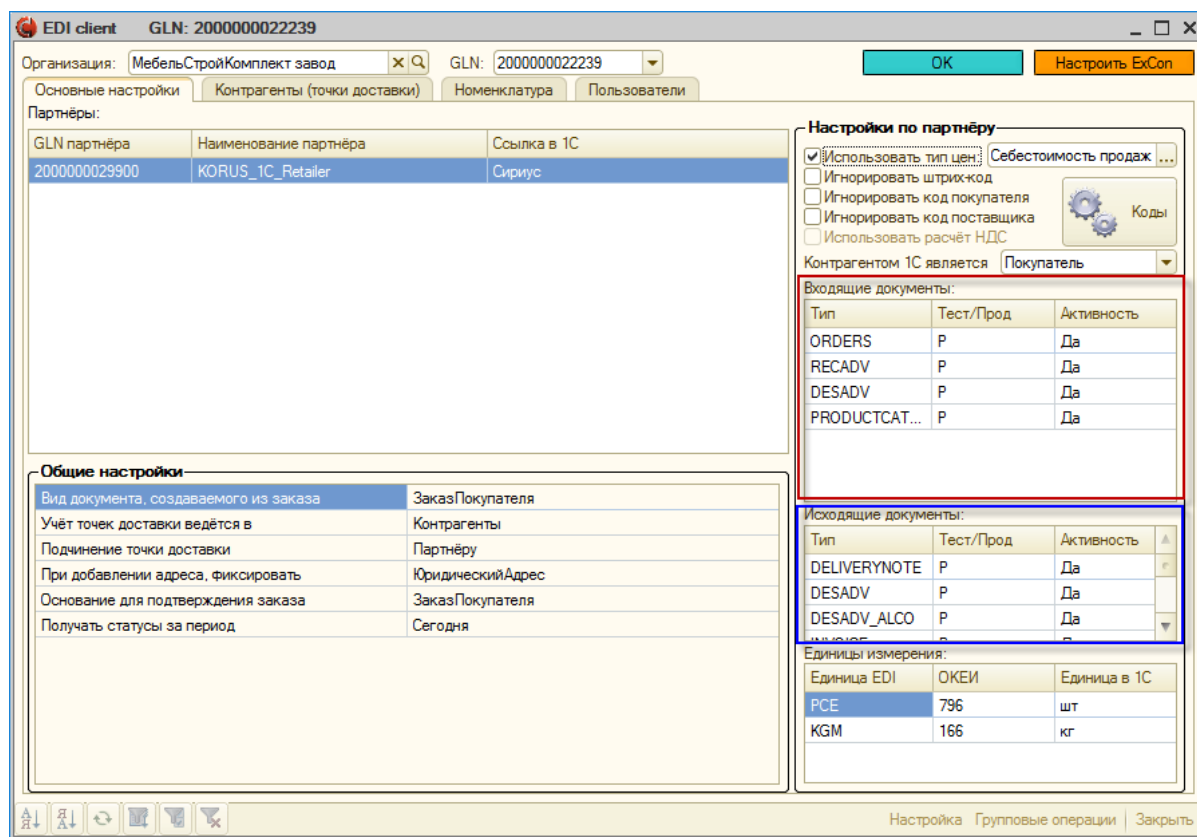 EDI client GLN: 2000000022239
Организация: МебельСтройКомплект завод GLN: 2000000022239 OK Настроить ExCon
Основные настройки Контрагенты (точки доставки) Номенклатура Пользователи
Партнёры:
GLN партнёра Наименование партнёра Ссылка в 1С
2000000029900 KORUS_1C_Retailer Сириус
Общие настройки
Вид документа, создаваемого из заказа ЗаказПокупателя
Учёт точек доставки ведётся в Контрагенты
Подчинение точки доставки Партнёру
При добавлении адреса, фиксировать ЮридическийАдрес
Основание для подтверждения заказа ЗаказПокупателя
Получать статусы за период Сегодня
Настройки по партнёру
Использовать тип цен: Себестоимость продаж ...
Игнорировать штрих-код
Игнорировать код покупателя
Игнорировать код поставщика
Использовать расчёт НДС
Коды
Контрагентом 1С является Покупатель
Входящие документы:
Тип Тест/Прод Активность
ORDERS P Да
RECADV P Да
DESADV P Да
PRODUCTCAT... P Да
Исходящие документы:
Тип Тест/Прод Активность
DELIVERYNOTE P Да
DESADV P Да
DESADV_ALCO P Да
Единицы измерения:
Единица EDI ОКЕИ Единица в 1С
PCE 796 шт
KGM 166 кг
Настройка Групповые операции Закрыть